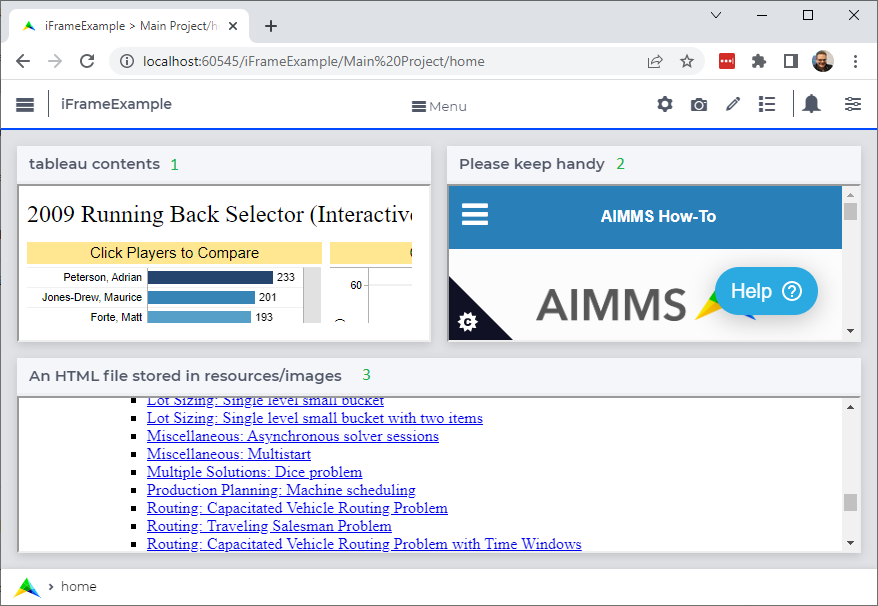 iFrameExample > Main Project/h
localhost:60545/iFrameExample/Main%20Project/home
iFrameExample
Menu
tableau contents 1
2009 Running Back Selector (Interactive
Click Players to Compare
Peterson, Adrian 233
Jones-Drew, Maurice 201
Forte, Matt 193
60
Please keep handy 2
AIMMS How-To
AIMMS
Help ?
An HTML file stored in resources/images 3
Lot Sizing: Single level small bucket
Lot Sizing: Single level small bucket with two items
Miscellaneous: Asynchronous solver sessions
Miscellaneous: Multistart
Multiple Solutions: Dice problem
Production Planning: Machine scheduling
Routing: Capacitated Vehicle Routing Problem
Routing: Traveling Salesman Problem
Routing: Capacitated Vehicle Routing Problem with Time Windows
home